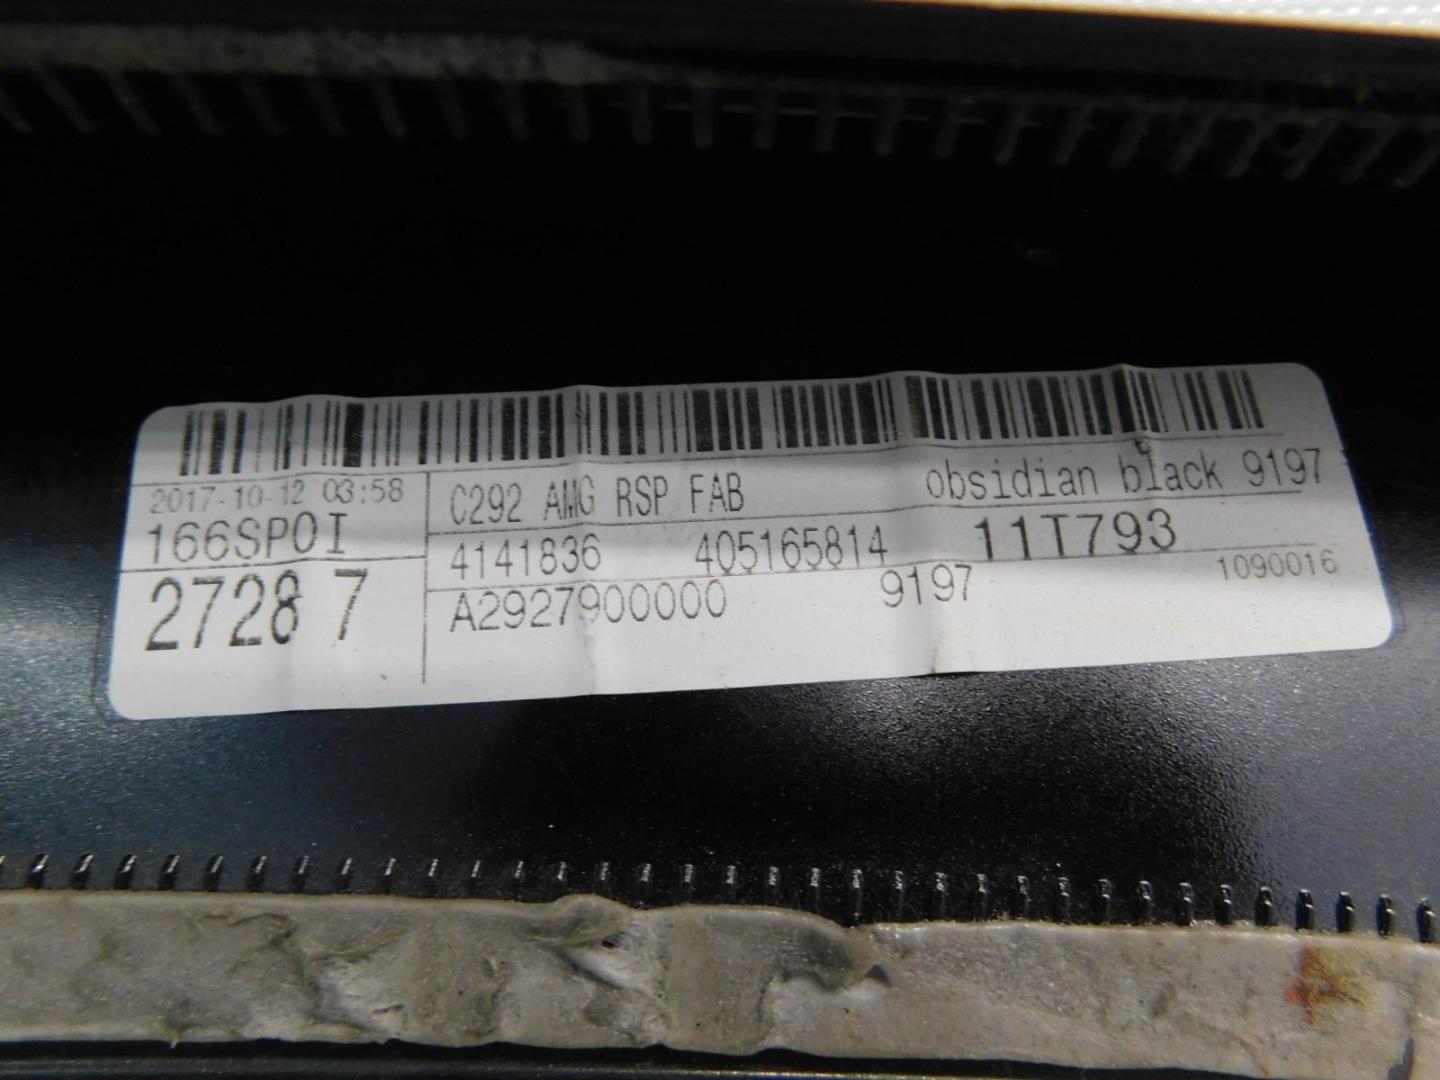 2017-10-12 03:58
166SPOI
2728 7
C292 AMG RSP FAB obsidian black 9197
4141836 405165814 11T793
A2927900000 9197 1090016